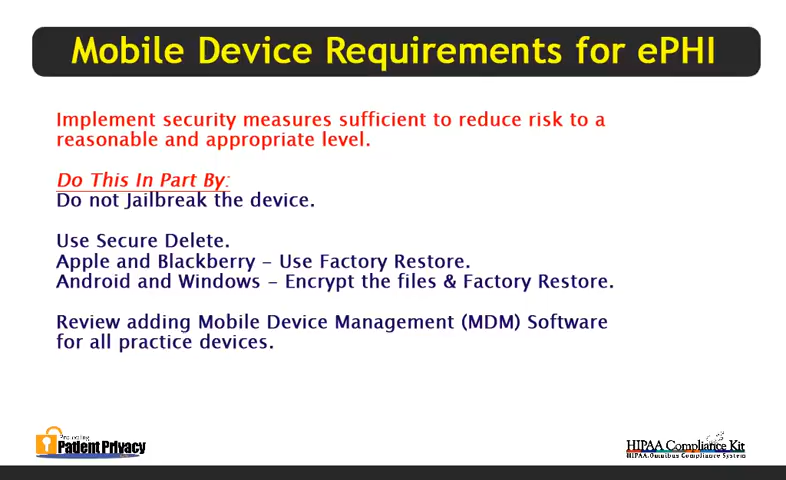 Mobile Device Requirements for ePHI
Implement security measures sufficient to reduce risk to a
reasonable and appropriate level.
Do This In Part By:
Do not Jailbreak the device.
Use Secure Delete.
Apple and Blackberry – Use Factory Restore.
Android and Windows – Encrypt the files & Factory Restore.
Review adding Mobile Device Management (MDM) Software
for all practice devices.
Protecting
Patient Privacy
HIPAA Compliance Kit
HIPAA Omnibus Compliance System